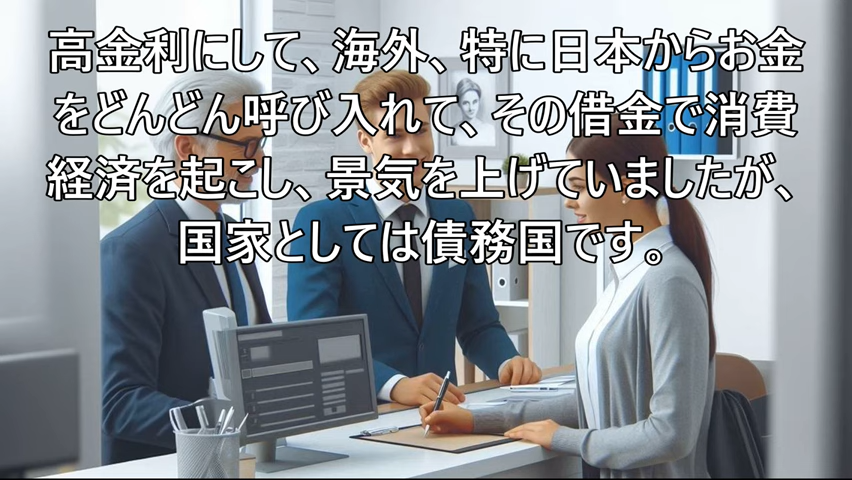 高金利にして、海外、特に日本からお金
をどんどん呼び入れて、その借金で消費
経済を起こし、景気を上げていましたが、
国家としては債務国です。